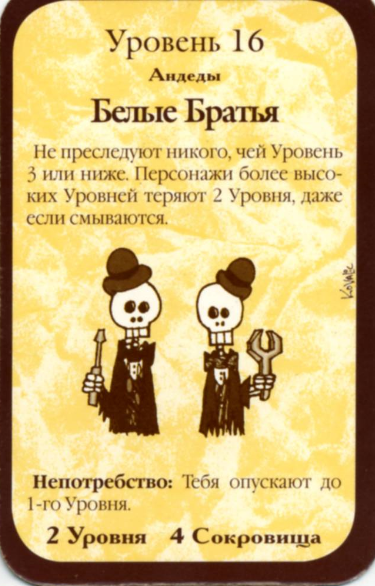 Уровень 16
Андеды
Белые Братья
Не преследуют никого, чей Уровень
3 или ниже. Персонажи более высо-
ких Уровней теряют 2 Уровня, даже
если смываются.
Kovalic
Непотребство: Тебя опускают до
1-го Уровня.
2 Уровня 4 Сокровища